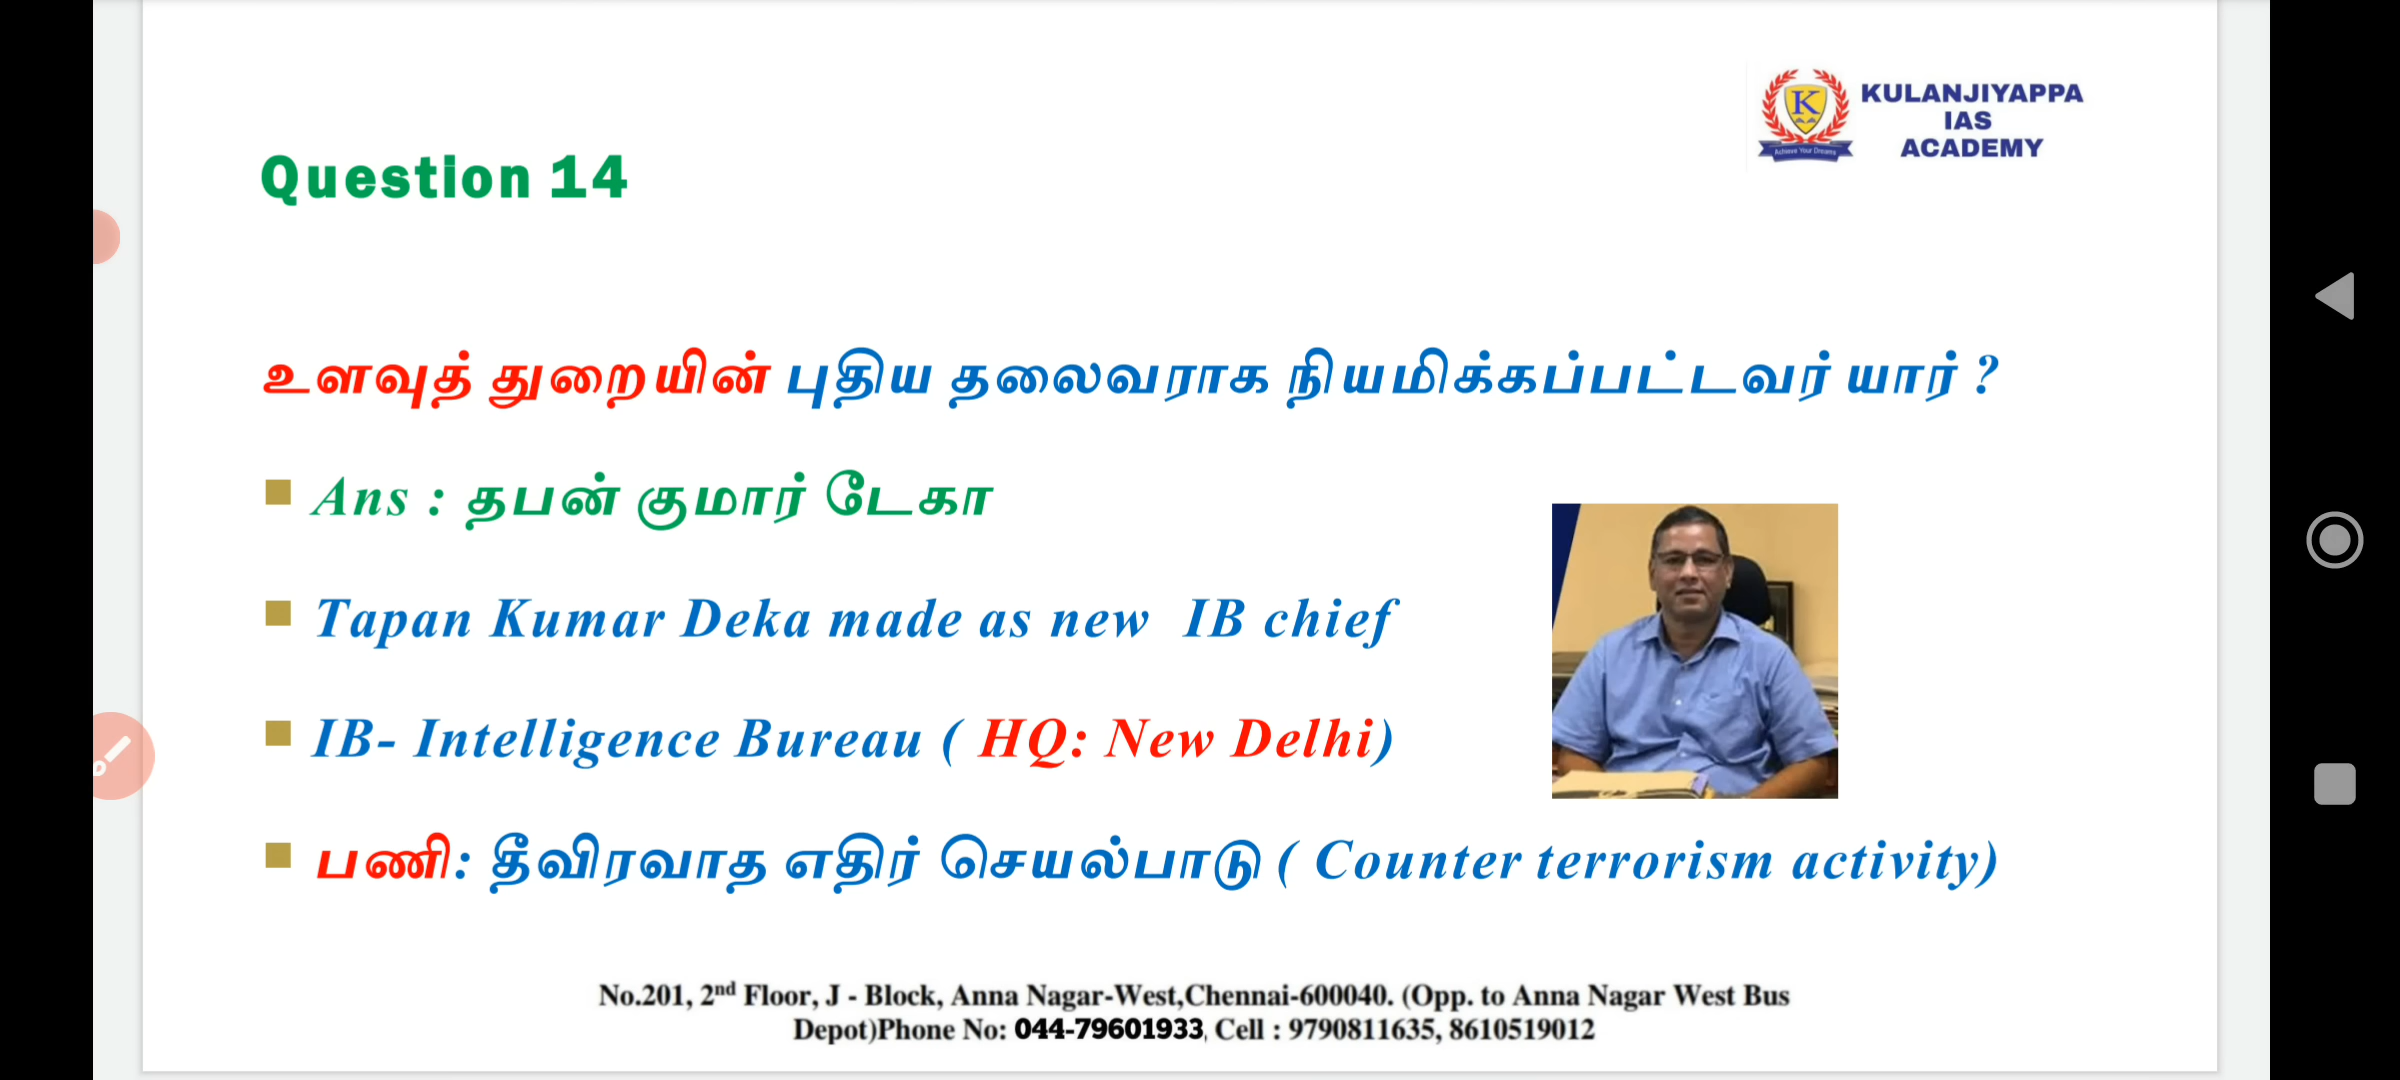 KULANJIYAPPA
IAS
ACADEMY
Achieve Your Dreams
Question 14
உளவுத் துறையின் புதிய தலைவராக நியமிக்கப்பட்டவர் யார் ?
Ans : தபன் குமார் டேகா
Tapan Kumar Deka made as new IB chief
IB- Intelligence Bureau ( HQ: New Delhi)
பணி: தீவிரவாத எதிர் செயல்பாடு ( Counter terrorism activity)
No.201, 2nd Floor, J - Block, Anna Nagar-West,Chennai-600040. (Opp. to Anna Nagar West Bus
Depot)Phone No: 044-79601933, Cell : 9790811635, 8610519012